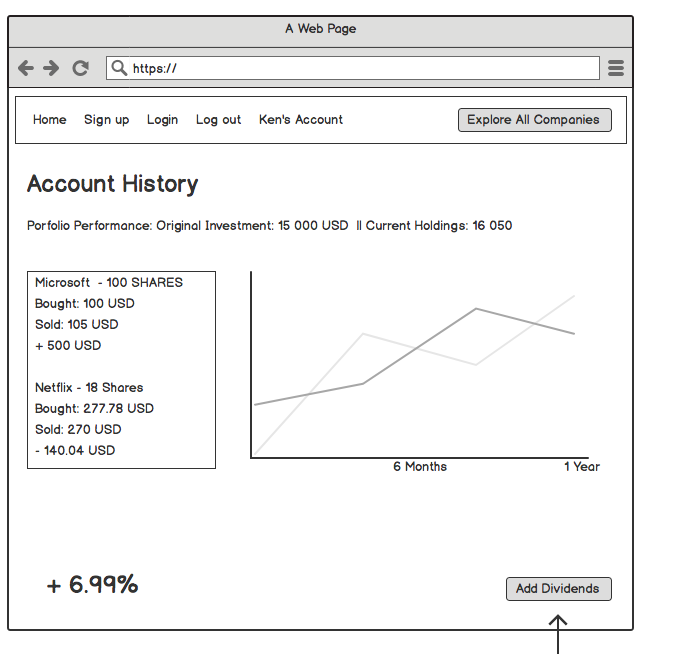 A Web Page
https://
Home Sign up Login Log out Ken's Account Explore All Companies
Account History
Porfolio Performance: Original Investment: 15 000 USD || Current Holdings: 16 050
Microsoft - 100 SHARES
Bought: 100 USD
Sold: 105 USD
+ 500 USD
Netflix - 18 Shares
Bought: 277.78 USD
Sold: 270 USD
- 140.04 USD
6 Months 1 Year
+ 6.99%
Add Dividends